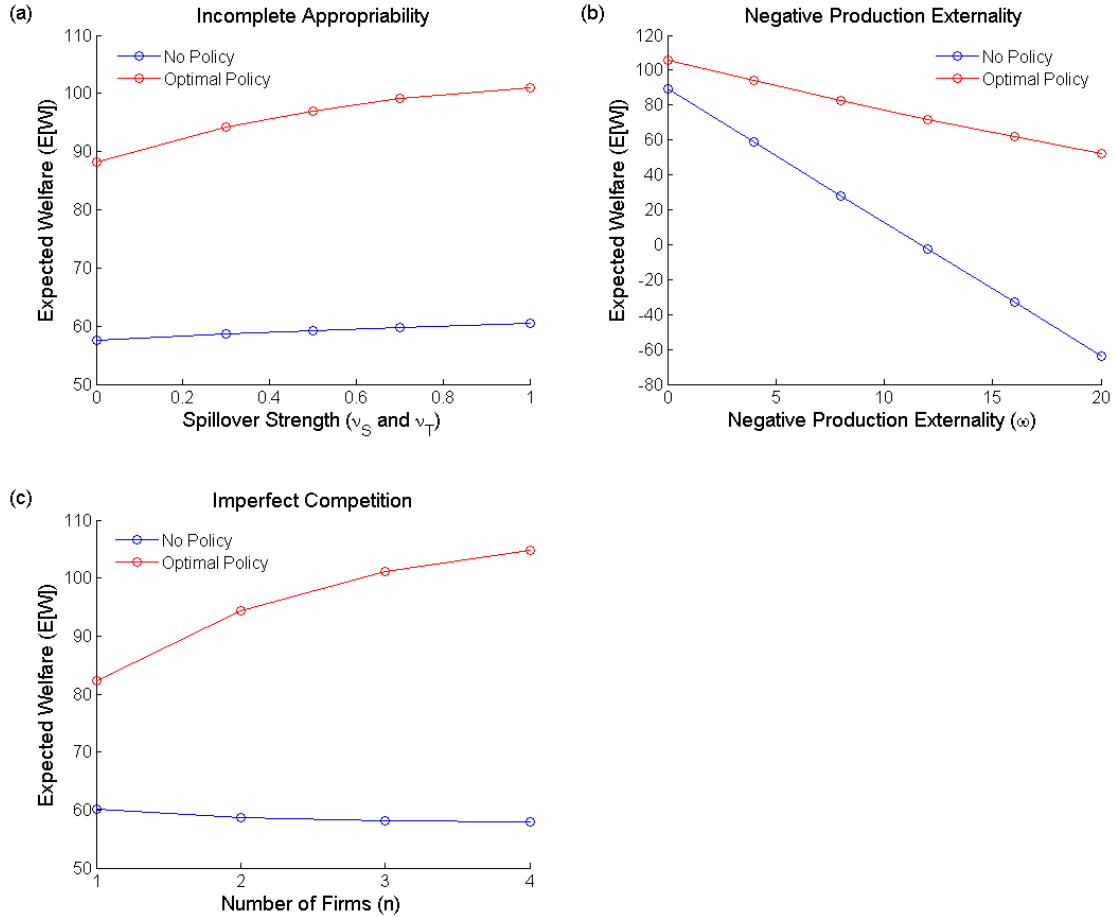 (a)
Incomplete Appropriability
110
100
90
80
70
60
50
Expected Welfare (E[W])
No Policy
Optimal Policy
0
0.2
0.4
0.6
0.8
1
Spillover Strength (ν_S and ν_T)
(b)
Negative Production Externality
120
100
80
60
40
20
0
-20
-40
-60
-80
Expected Welfare (E[W])
No Policy
Optimal Policy
0
5
10
15
20
Negative Production Externality (ω)
(c)
Imperfect Competition
110
100
90
80
70
60
50
Expected Welfare (E[W])
No Policy
Optimal Policy
1
2
3
4
Number of Firms (n)